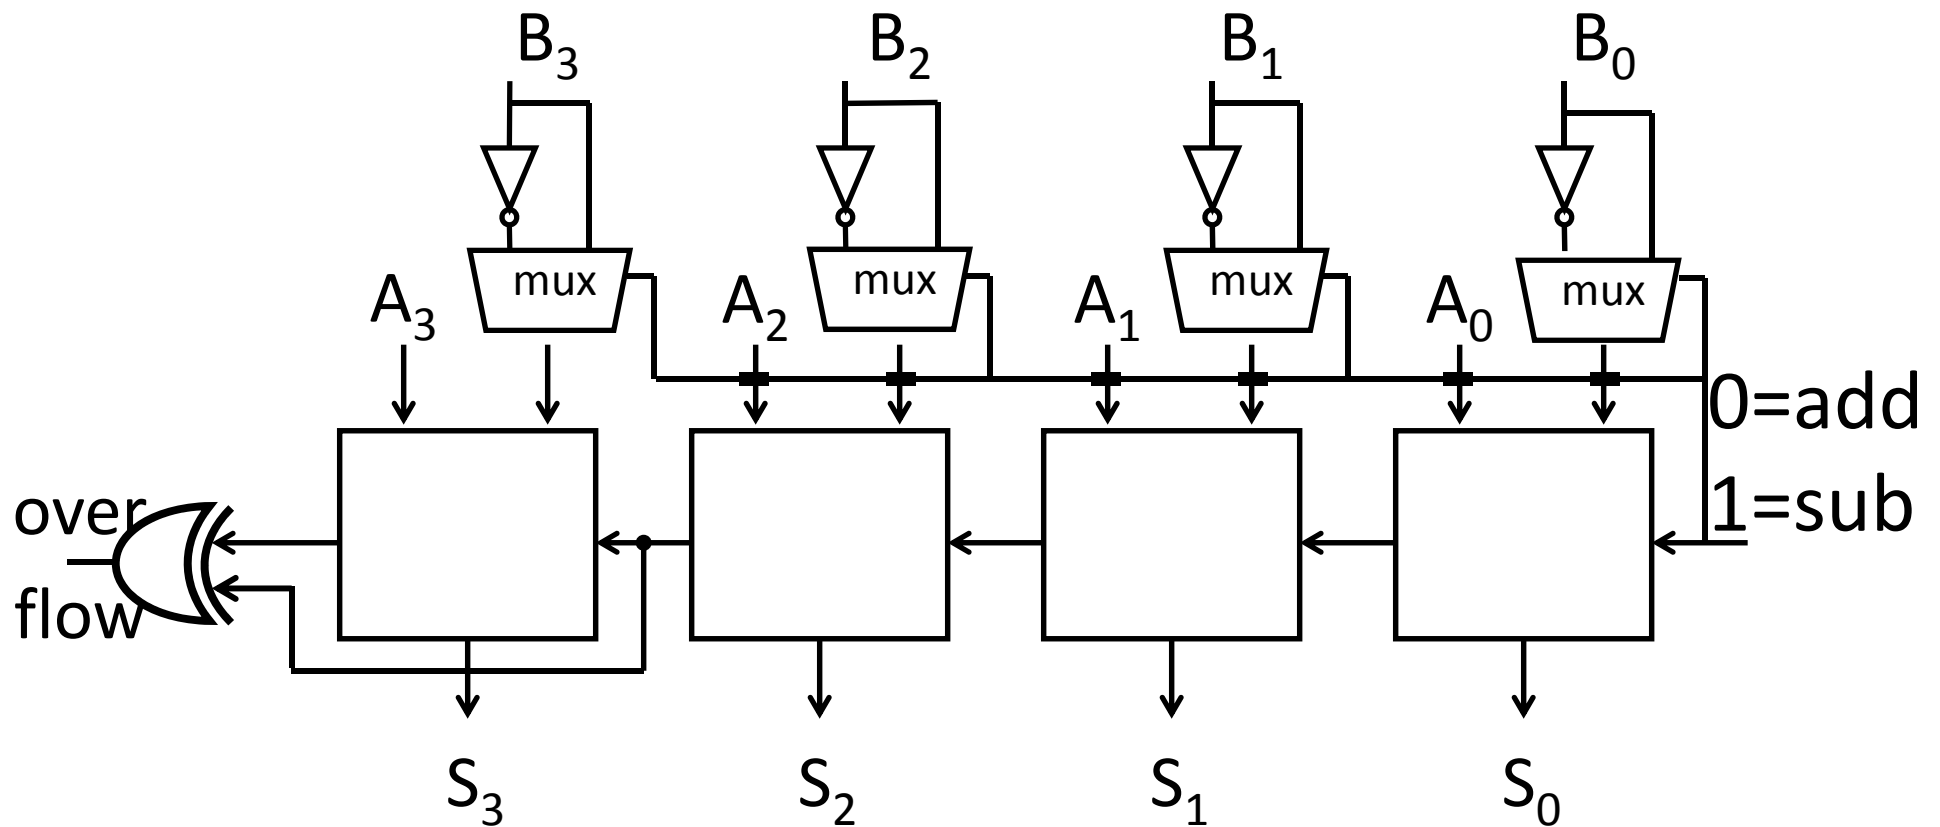 B₃ B₂ B₁ B₀
mux mux mux mux
A₃ A₂ A₁ A₀
0=add
1=sub
over
flow
S₃ S₂ S₁ S₀